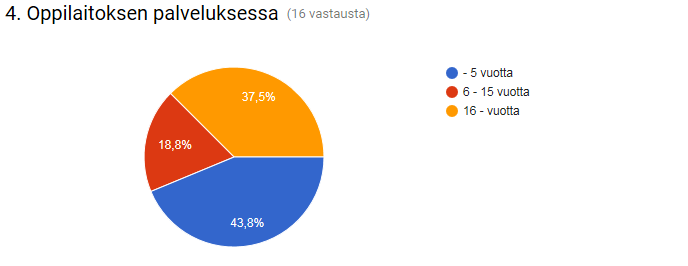 4. Oppilaitoksen palveluksessa (16 vastausta)
- 5 vuotta
6 - 15 vuotta
16 - vuotta
37,5%
18,8%
43,8%